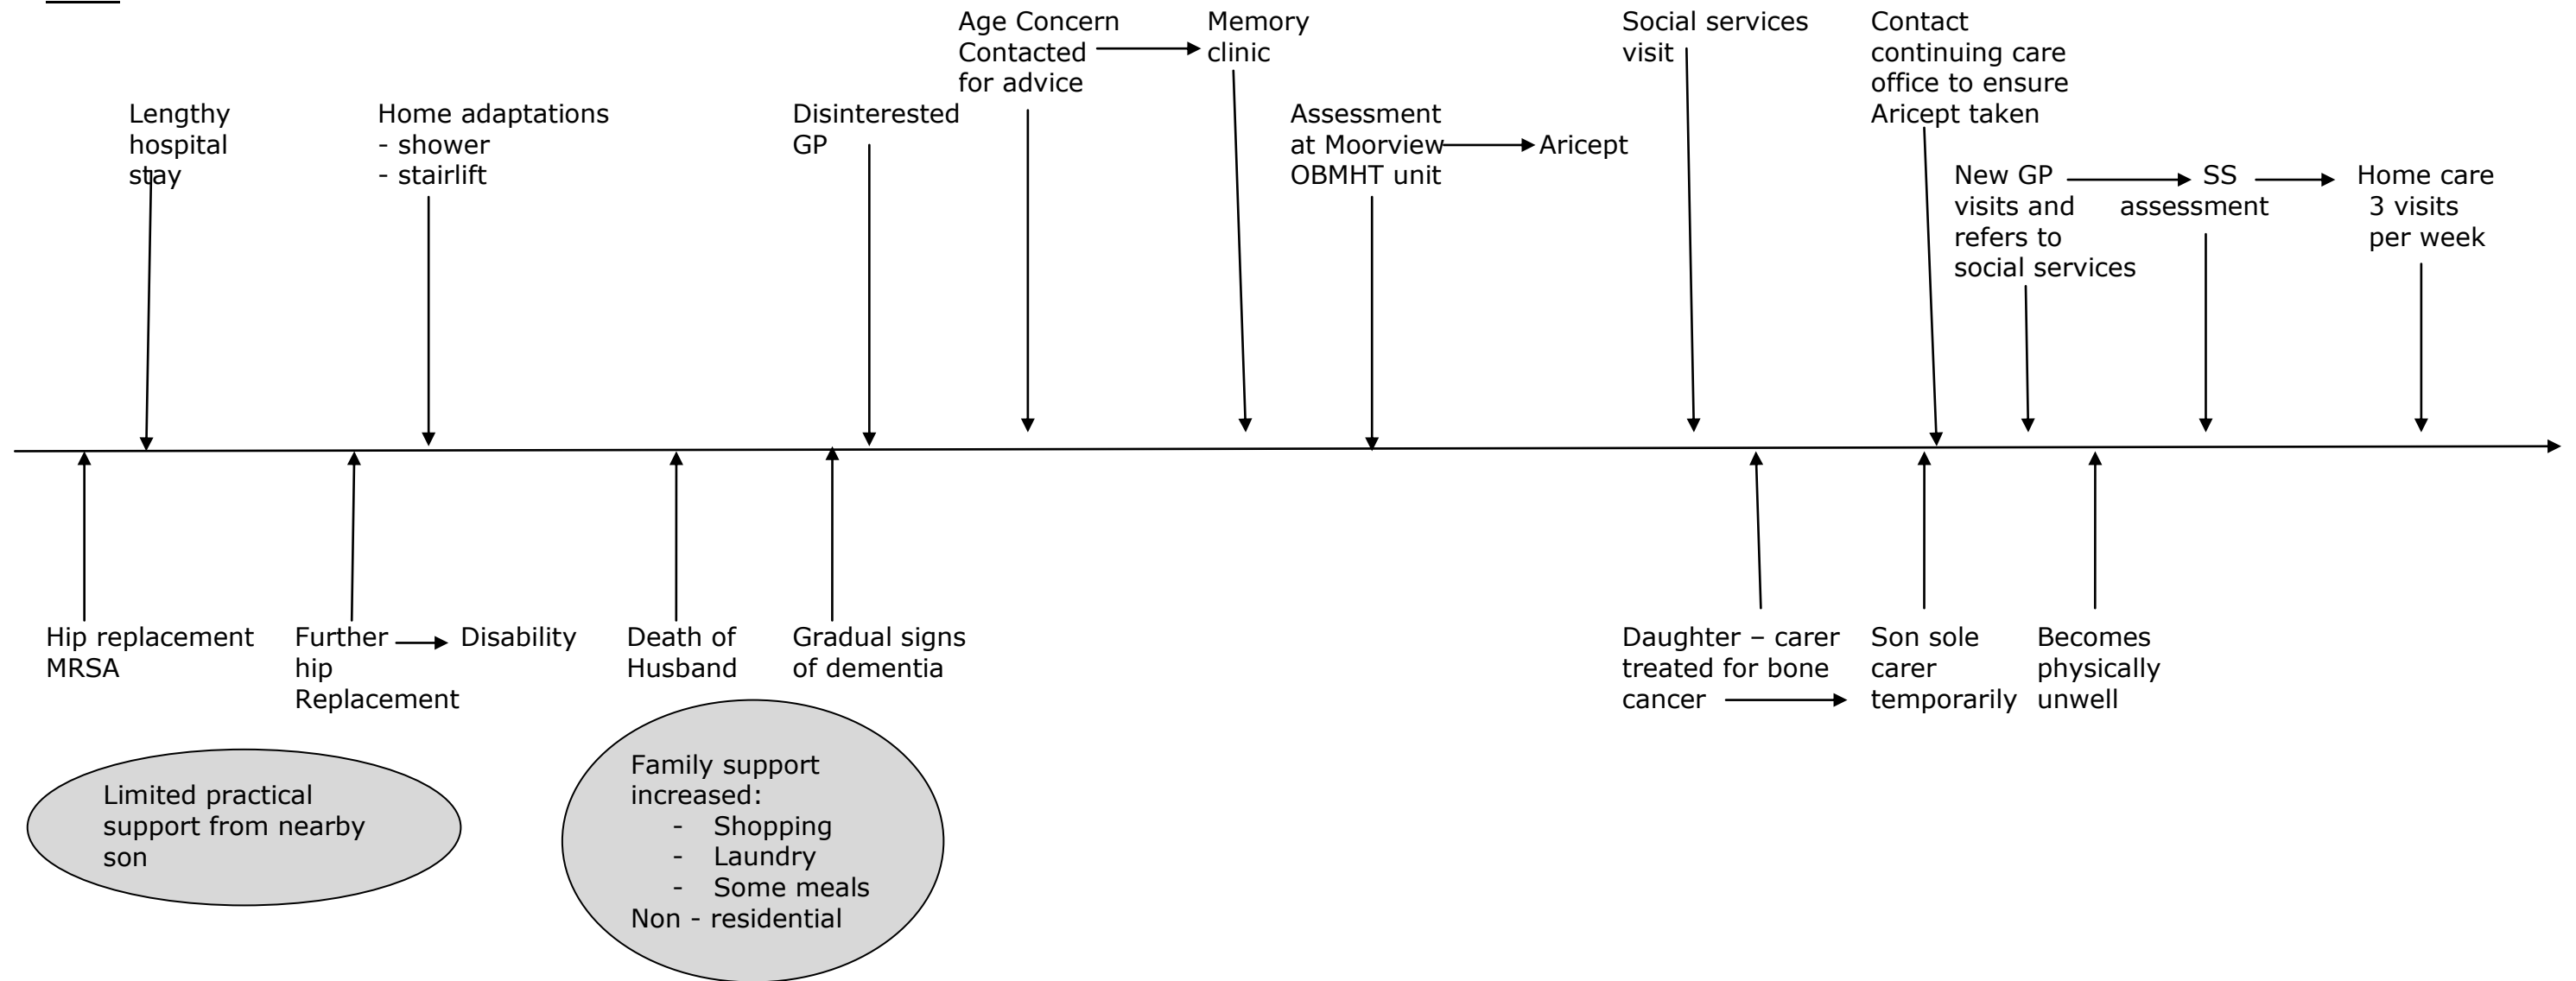 Age Concern
Contacted
for advice
Memory
clinic
Social services
visit
Contact
continuing care
office to ensure
Aricept taken
Lengthy
hospital
stay
Home adaptations
- shower
- stairlift
Disinterested
GP
Assessment
at Moorview
OBMHT unit
Aricept
New GP
visits and
refers to
social services
SS
assessment
Home care
3 visits
per week
Hip replacement
MRSA
Further
hip
Replacement
Disability
Death of
Husband
Gradual signs
of dementia
Daughter – carer
treated for bone
cancer
Son sole
carer
temporarily
Becomes
physically
unwell
Limited practical
support from nearby
son
Family support
increased:
- Shopping
- Laundry
- Some meals
Non - residential